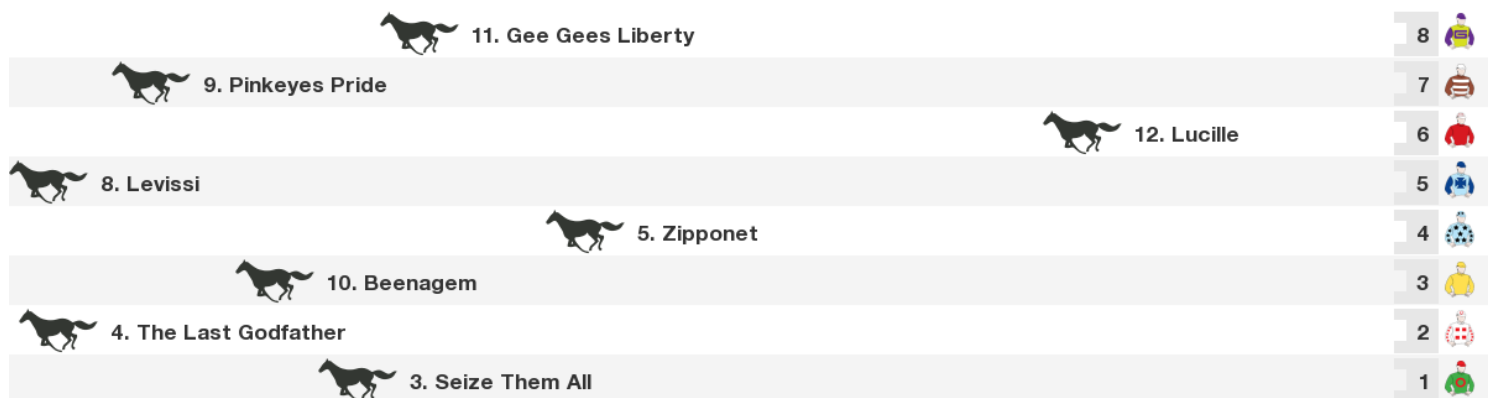 11. Gee Gees Liberty 8
9. Pinkeyes Pride 7
12. Lucille 6
8. Levissi 5
5. Zipponet 4
10. Beenagem 3
4. The Last Godfather 2
3. Seize Them All 1